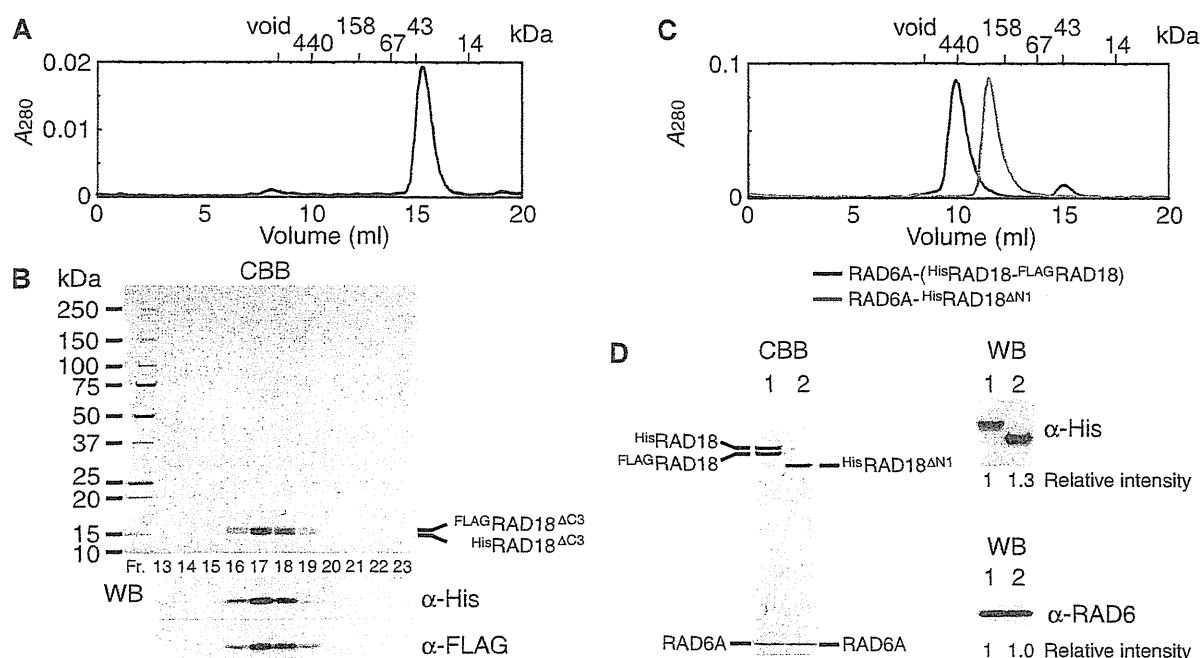 A
void 440 158 67 43 14 kDa
0.02
0.01
0
A280
0 5 10 15 20
Volume (ml)
B
kDa
CBB
250
150
100
75
50
37
25
20
15
10
FLAGRAD18ΔC3
HisRAD18ΔC3
Fr. 13 14 15 16 17 18 19 20 21 22 23
WB
α-His
α-FLAG
C
void 440 158 67 43 14 kDa
0.1
0
A280
0 5 10 15 20
Volume (ml)
RAD6A-(HisRAD18-FLAGRAD18)
RAD6A-HisRAD18ΔN1
D
CBB
1 2
HisRAD18
FLAGRAD18
HisRAD18ΔN1
RAD6A
RAD6A
WB
1 2
α-His
1 1.3 Relative intensity
WB
1 2
α-RAD6
1 1.0 Relative intensity